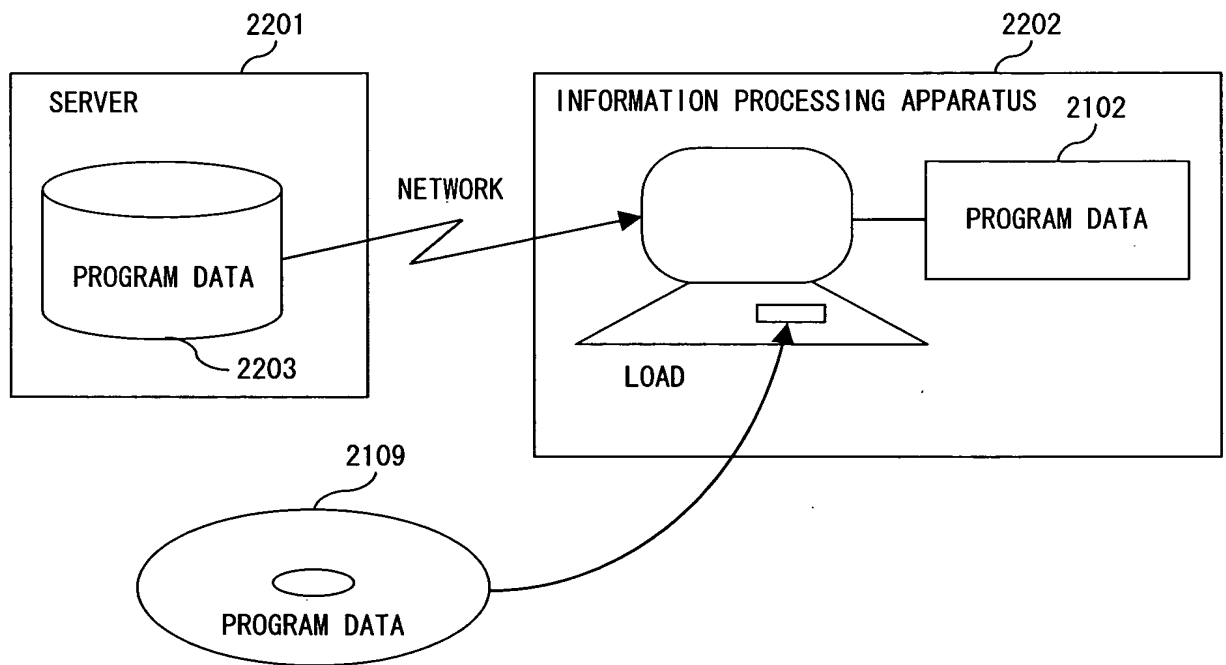 2201
SERVER
PROGRAM DATA
2203
NETWORK
2202
INFORMATION PROCESSING APPARATUS
2102
PROGRAM DATA
LOAD
2109
PROGRAM DATA